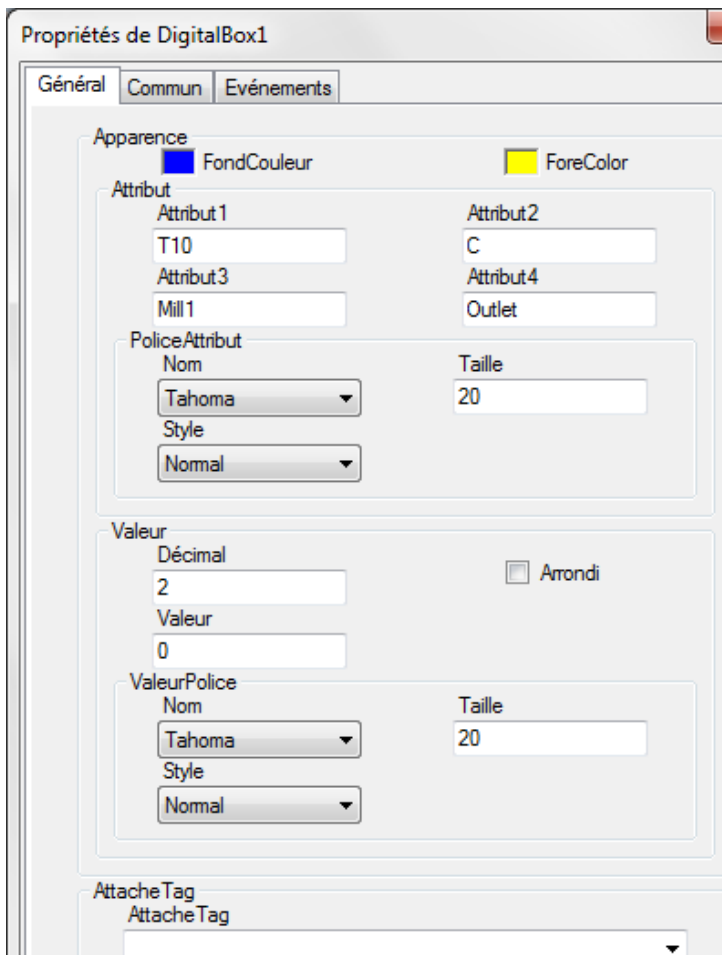 Propriétés de DigitalBox1
Général Commun Evénements
Apparence
FondCouleur ForeColor
Attribut
Attribut1 Attribut2
T10 C
Attribut3 Attribut4
Mill1 Outlet
PoliceAttribut
Nom Taille
Tahoma 20
Style
Normal
Valeur
Décimal
2 Arrondi
Valeur
0
ValeurPolice
Nom Taille
Tahoma 20
Style
Normal
AttacheTag
AttacheTag